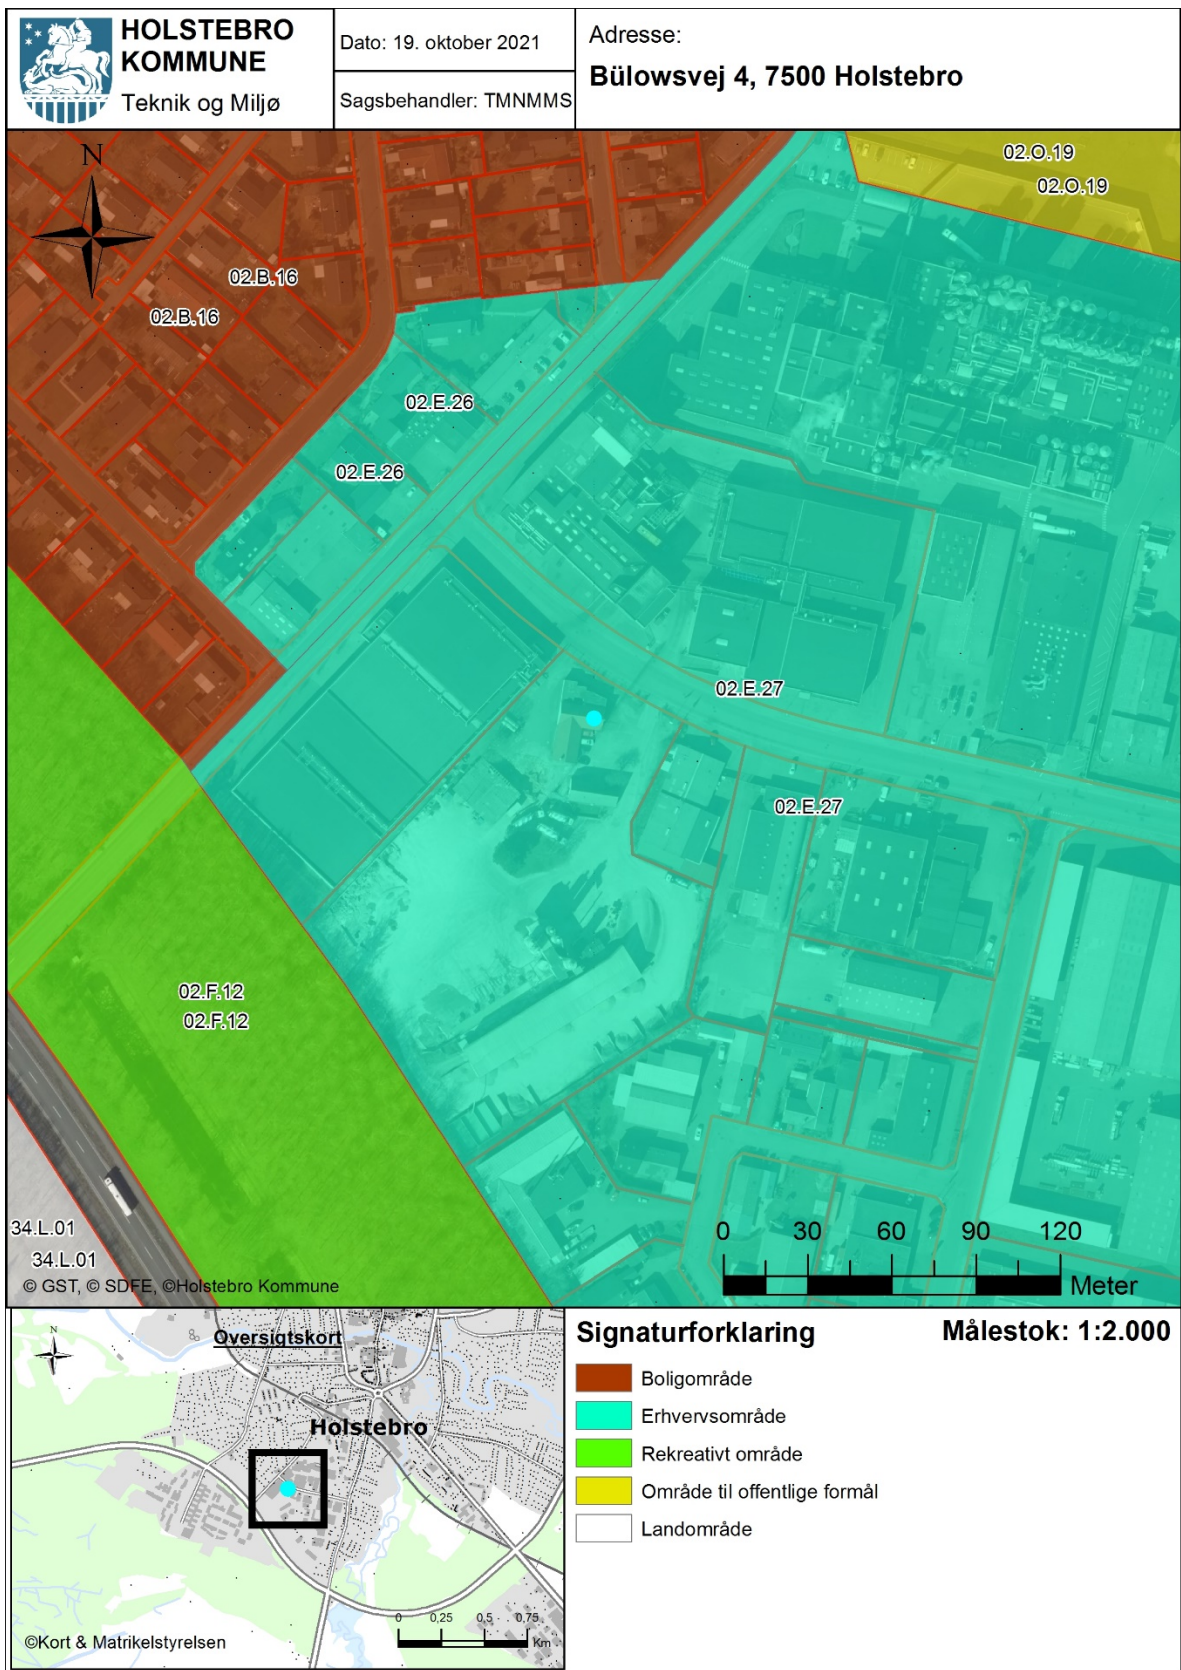 HOLSTEBRO
KOMMUNE
Teknik og Miljø
Dato: 19. oktober 2021
Sagsbehandler: TMNMMS
Adresse:
Bülowsvej 4, 7500 Holstebro
N
02.O.19
02.O.19
02.B.16
02.B.16
02.E.26
02.E.26
02.E.27
02.E.27
02.F.12
02.F.12
34.L.01
34.L.01
© GST, © SDFE, ©Holstebro Kommune
0 30 60 90 120
Meter
N
Oversigtskort
Holstebro
0 0,25 0,5 0,75
Km
©Kort & Matrikelstyrelsen
Signaturforklaring
Målestok: 1:2.000
Boligområde
Erhvervsområde
Rekreativt område
Område til offentlige formål
Landområde